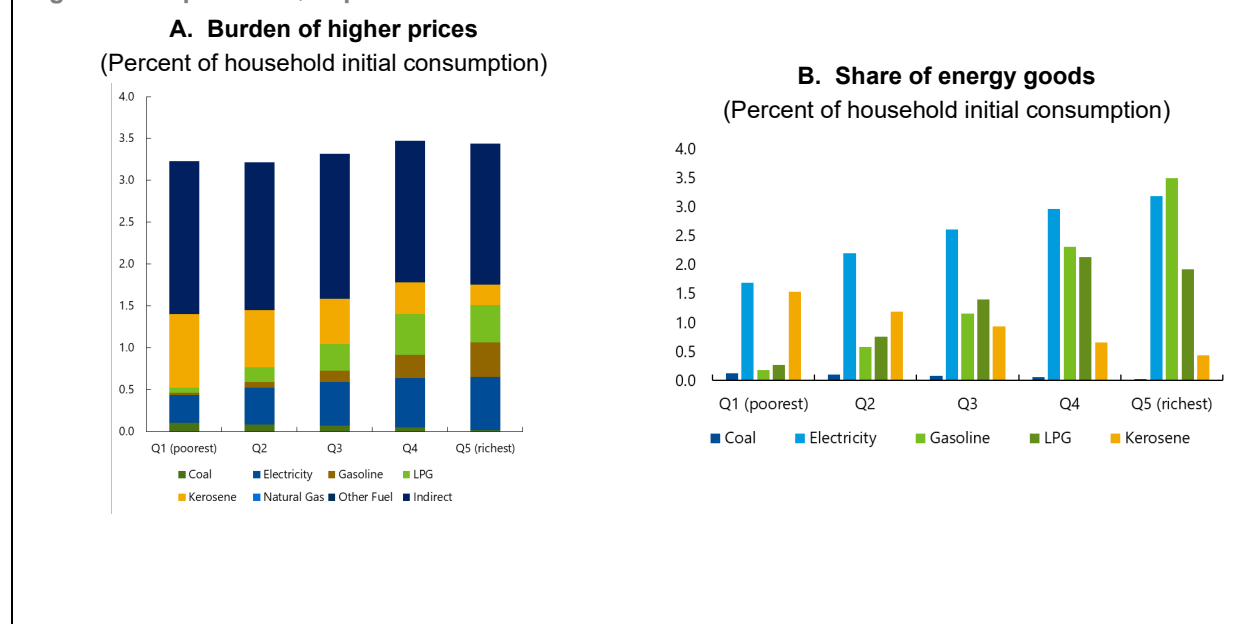 A. Burden of higher prices
(Percent of household initial consumption)
4.0
3.5
3.0
2.5
2.0
1.5
1.0
0.5
0.0
Q1 (poorest) Q2 Q3 Q4 Q5 (richest)
Coal Electricity Gasoline LPG
Kerosene Natural Gas Other Fuel Indirect
B. Share of energy goods
(Percent of household initial consumption)
4.0
3.5
3.0
2.5
2.0
1.5
1.0
0.5
0.0
Q1 (poorest) Q2 Q3 Q4 Q5 (richest)
Coal Electricity Gasoline LPG Kerosene